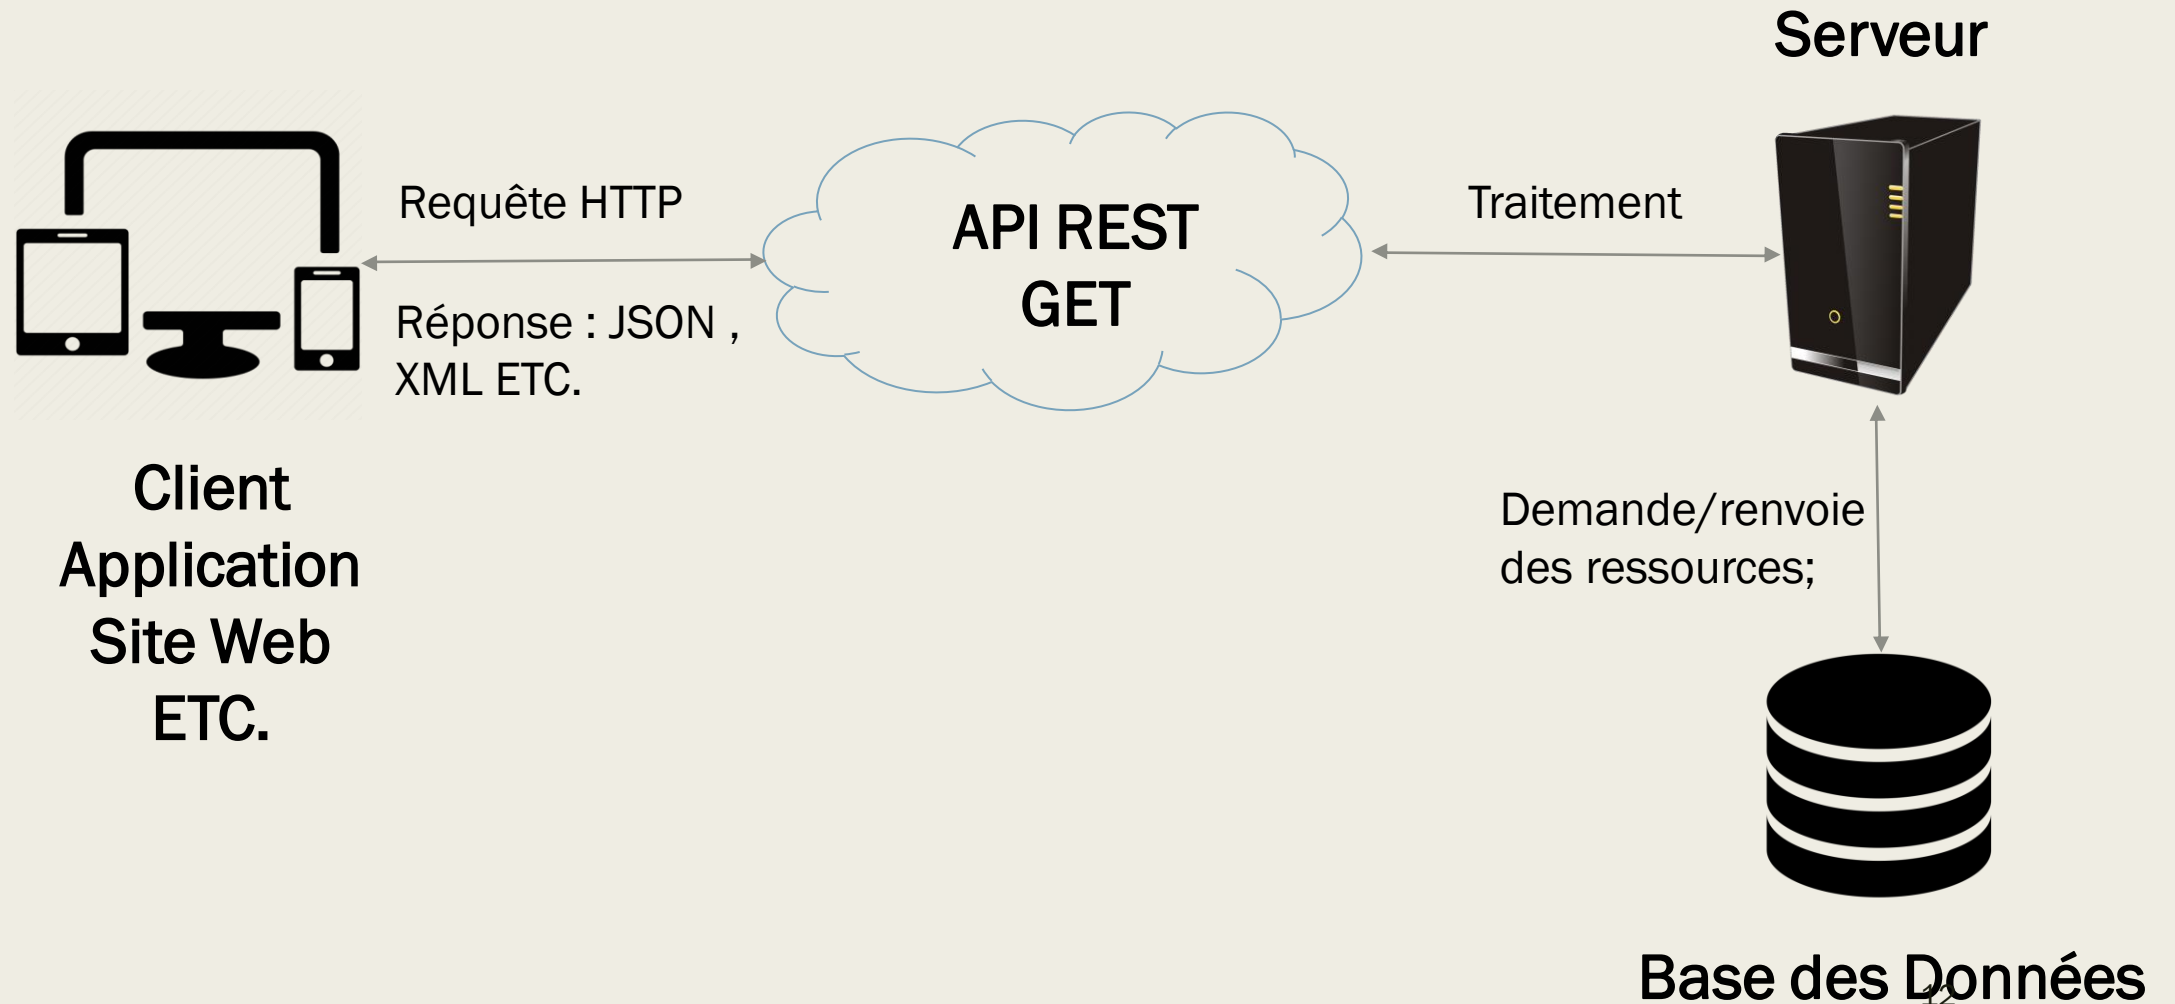 Serveur
Requête HTTP
Réponse : JSON ,
XML ETC.
API REST
GET
Traitement
Client
Application
Site Web
ETC.
Demande/renvoie
des ressources;
Base des Données
12